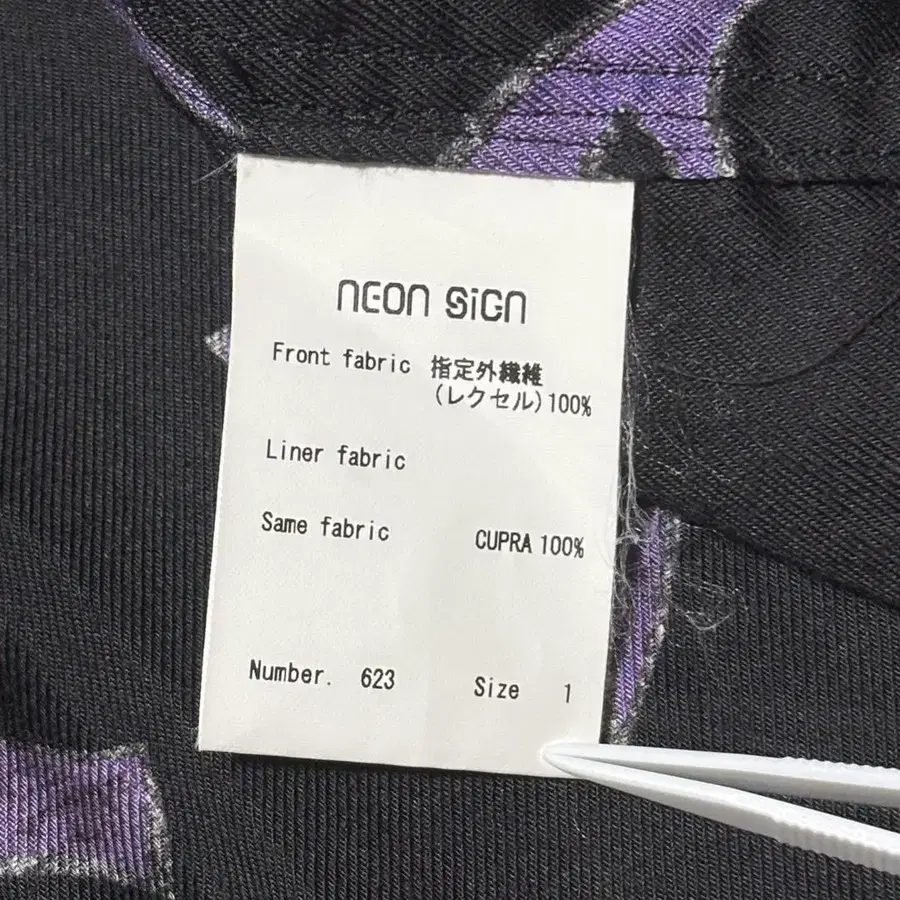 NEON SiGN
Front fabric 指定外繊維
(レクセル)100%
Liner fabric
Same fabric CUPRA 100%
Number. 623 Size 1